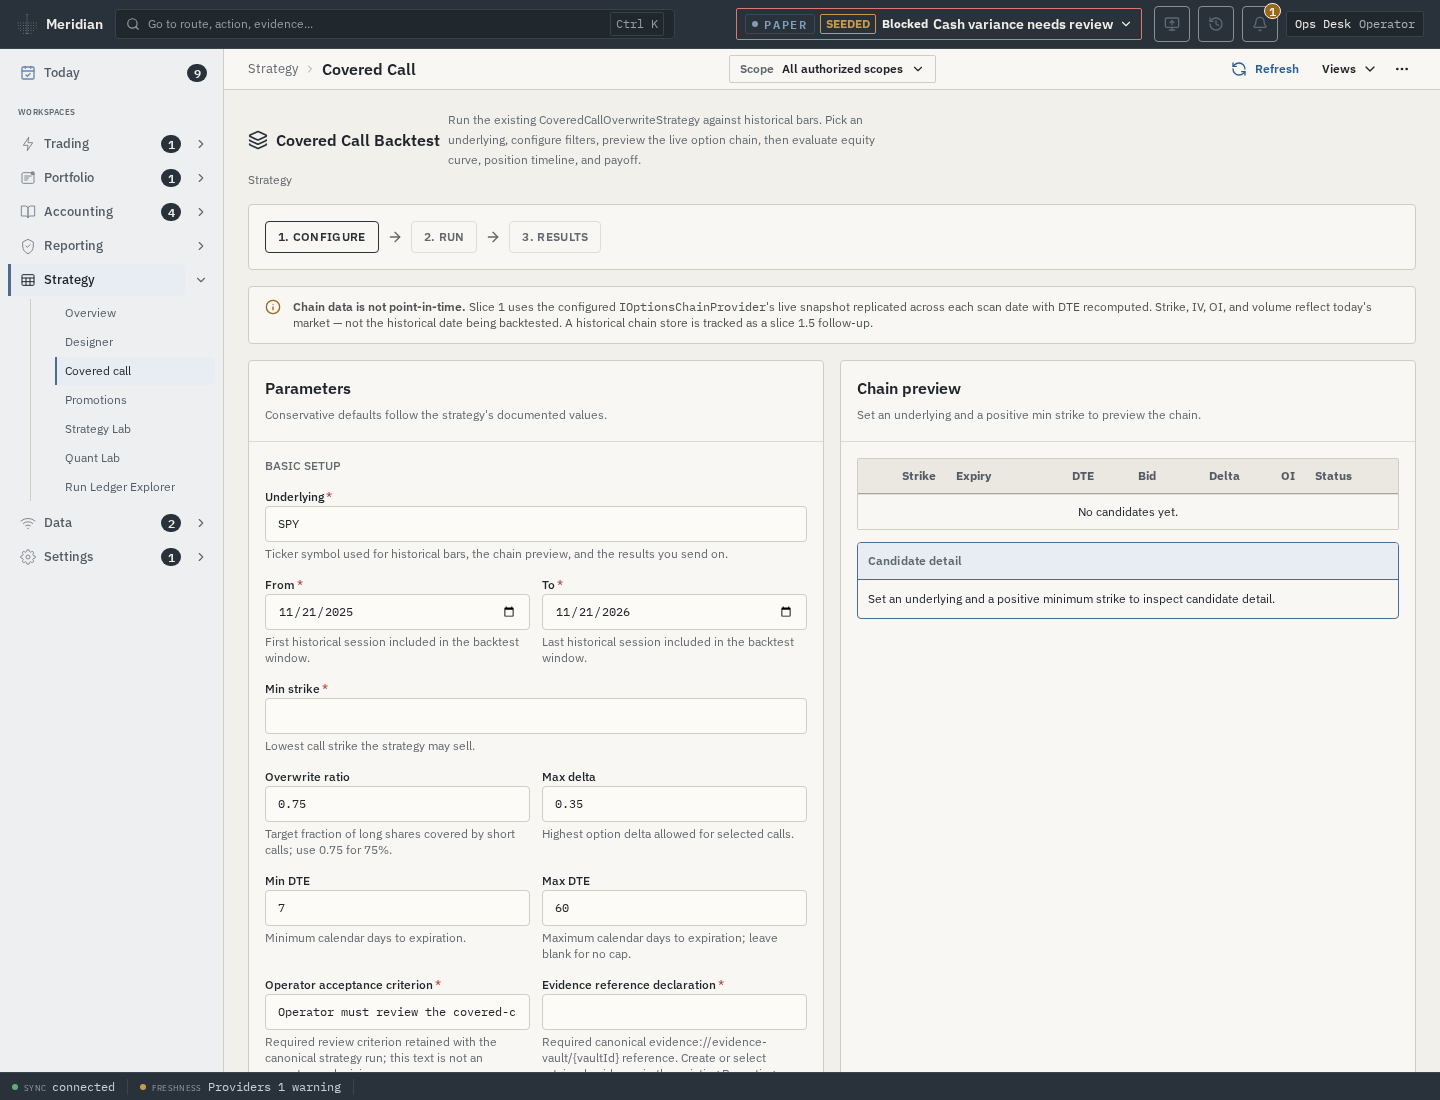 Meridian
Go to route, action, evidence...
Ctrl K
PAPER
SEEDED
Blocked Cash variance needs review
1
Ops Desk Operator
Today
9
WORKSPACES
Trading
1
Portfolio
1
Accounting
4
Reporting
Strategy
Overview
Designer
Covered call
Promotions
Strategy Lab
Quant Lab
Run Ledger Explorer
Data
2
Settings
1
Strategy
Covered Call
Scope All authorized scopes
Refresh
Views
Covered Call Backtest
Run the existing CoveredCallOverwriteStrategy against historical bars. Pick an
underlying, configure filters, preview the live option chain, then evaluate equity
curve, position timeline, and payoff.
Strategy
1. CONFIGURE
2. RUN
3. RESULTS
Chain data is not point-in-time. Slice 1 uses the configured IOptionsChainProvider's live snapshot replicated across each scan date with DTE recomputed. Strike, IV, OI, and volume reflect today's
market — not the historical date being backtested. A historical chain store is tracked as a slice 1.5 follow-up.
Parameters
Conservative defaults follow the strategy's documented values.
BASIC SETUP
Underlying *
SPY
Ticker symbol used for historical bars, the chain preview, and the results you send on.
From *
11/21/2025
First historical session included in the backtest
window.
To *
11/21/2026
Last historical session included in the backtest
window.
Min strike *
Lowest call strike the strategy may sell.
Overwrite ratio
0.75
Target fraction of long shares covered by short
calls; use 0.75 for 75%.
Max delta
0.35
Highest option delta allowed for selected calls.
Min DTE
7
Minimum calendar days to expiration.
Max DTE
60
Maximum calendar days to expiration; leave
blank for no cap.
Operator acceptance criterion *
Operator must review the covered-c
Required review criterion retained with the
canonical strategy run; this text is not an
Evidence reference declaration *
Required canonical evidence://evidence-
vault/{vaultId} reference. Create or select
Chain preview
Set an underlying and a positive min strike to preview the chain.
Strike Expiry DTE Bid Delta OI Status
No candidates yet.
Candidate detail
Set an underlying and a positive minimum strike to inspect candidate detail.
SYNC connected
FRESHNESS Providers 1 warning